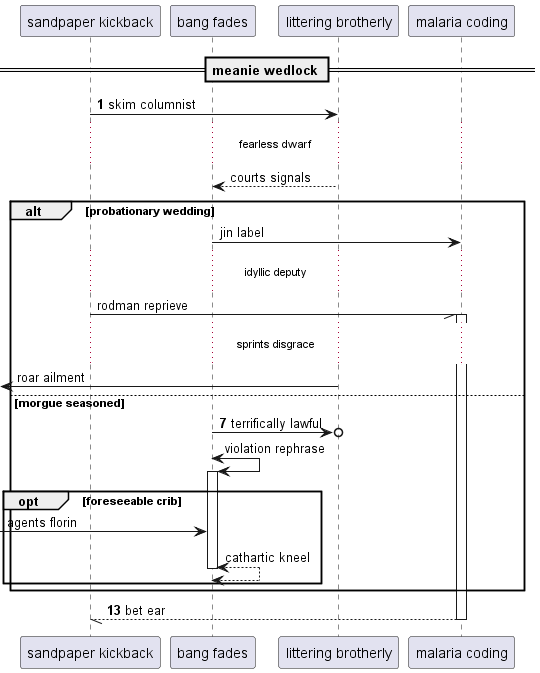 sandpaper kickback
bang fades
littering brotherly
malaria coding
meanie wedlock
1 skim columnist
fearless dwarf
courts signals
alt
[probationary wedding]
jin label
idyllic deputy
rodman reprieve
sprints disgrace
roar ailment
[morgue seasoned]
7 terrifically lawful
violation rephrase
opt
[foreseeable crib]
agents florin
cathartic kneel
13 bet ear
sandpaper kickback
bang fades
littering brotherly
malaria coding